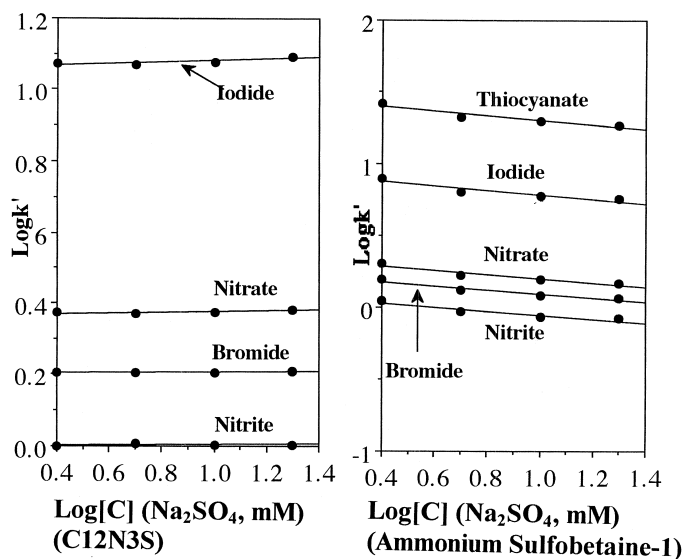 1.2
1.0
0.8
6
0.4
0.2
0.0
Logk'
Iodide
Nitrate
Bromide
Nitrite
0.4 0.6 0.8 1.0 1.2 1.4
Log[C] (Na₂SO₄, mM)
(C12N3S)
2
1
0
-1
Logk'
Thiocyanate
Iodide
Nitrate
Nitrite
Bromide
0.4 0.6 0.8 1.0 1.2 1.4
Log[C] (Na₂SO₄, mM)
(Ammonium Sulfobetaine-1)